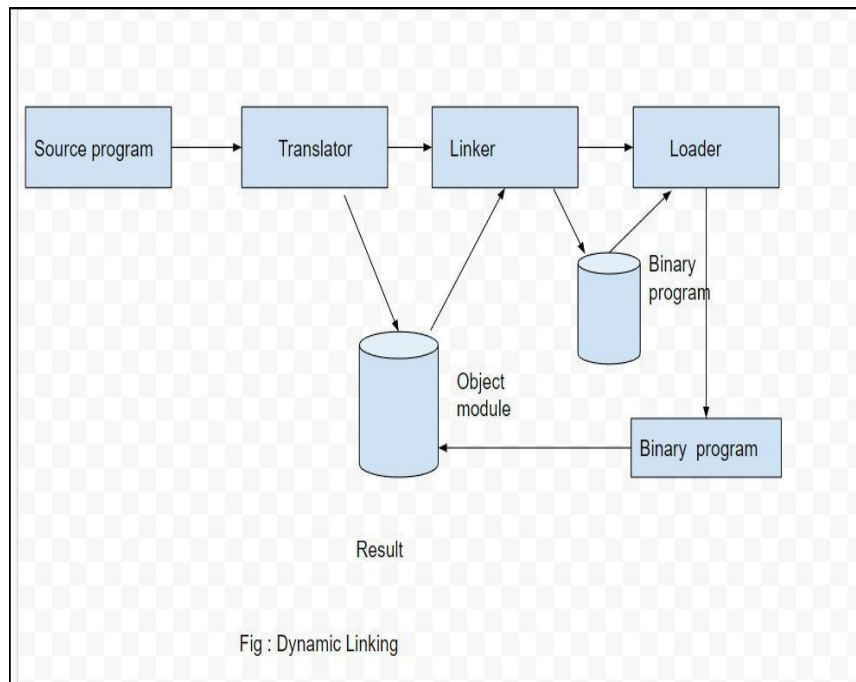 Source program
Translator
Linker
Loader
Binary
program
Object
module
Binary program
Result
Fig : Dynamic Linking